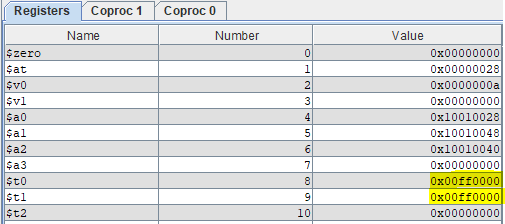 Registers Coproc 1 Coproc 0
Name Number Value
$zero 0 0x00000000
$at 1 0x00000028
$v0 2 0x0000000a
$v1 3 0x00000000
$a0 4 0x10010028
$a1 5 0x10010048
$a2 6 0x10010040
$a3 7 0x00000000
$t0 8 0x00ff0000
$t1 9 0x00ff0000
$t2 10 0x00000000